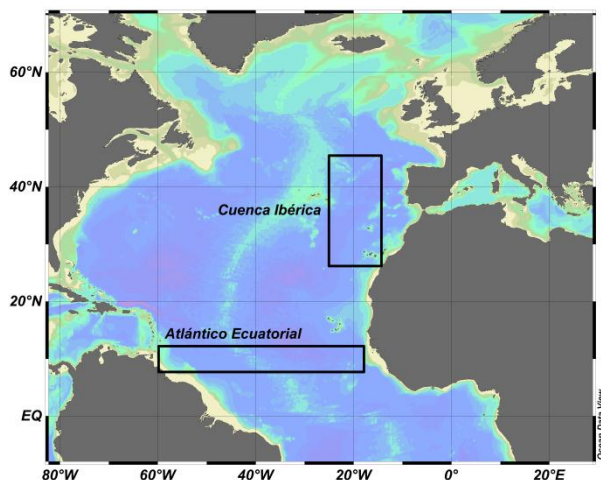 60°N
40°N
Cuenca Ibérica
20°N
Atlántico Ecuatorial
EQ
80°W 60°W 40°W 20°W 0° 20°E
Ocean Data View